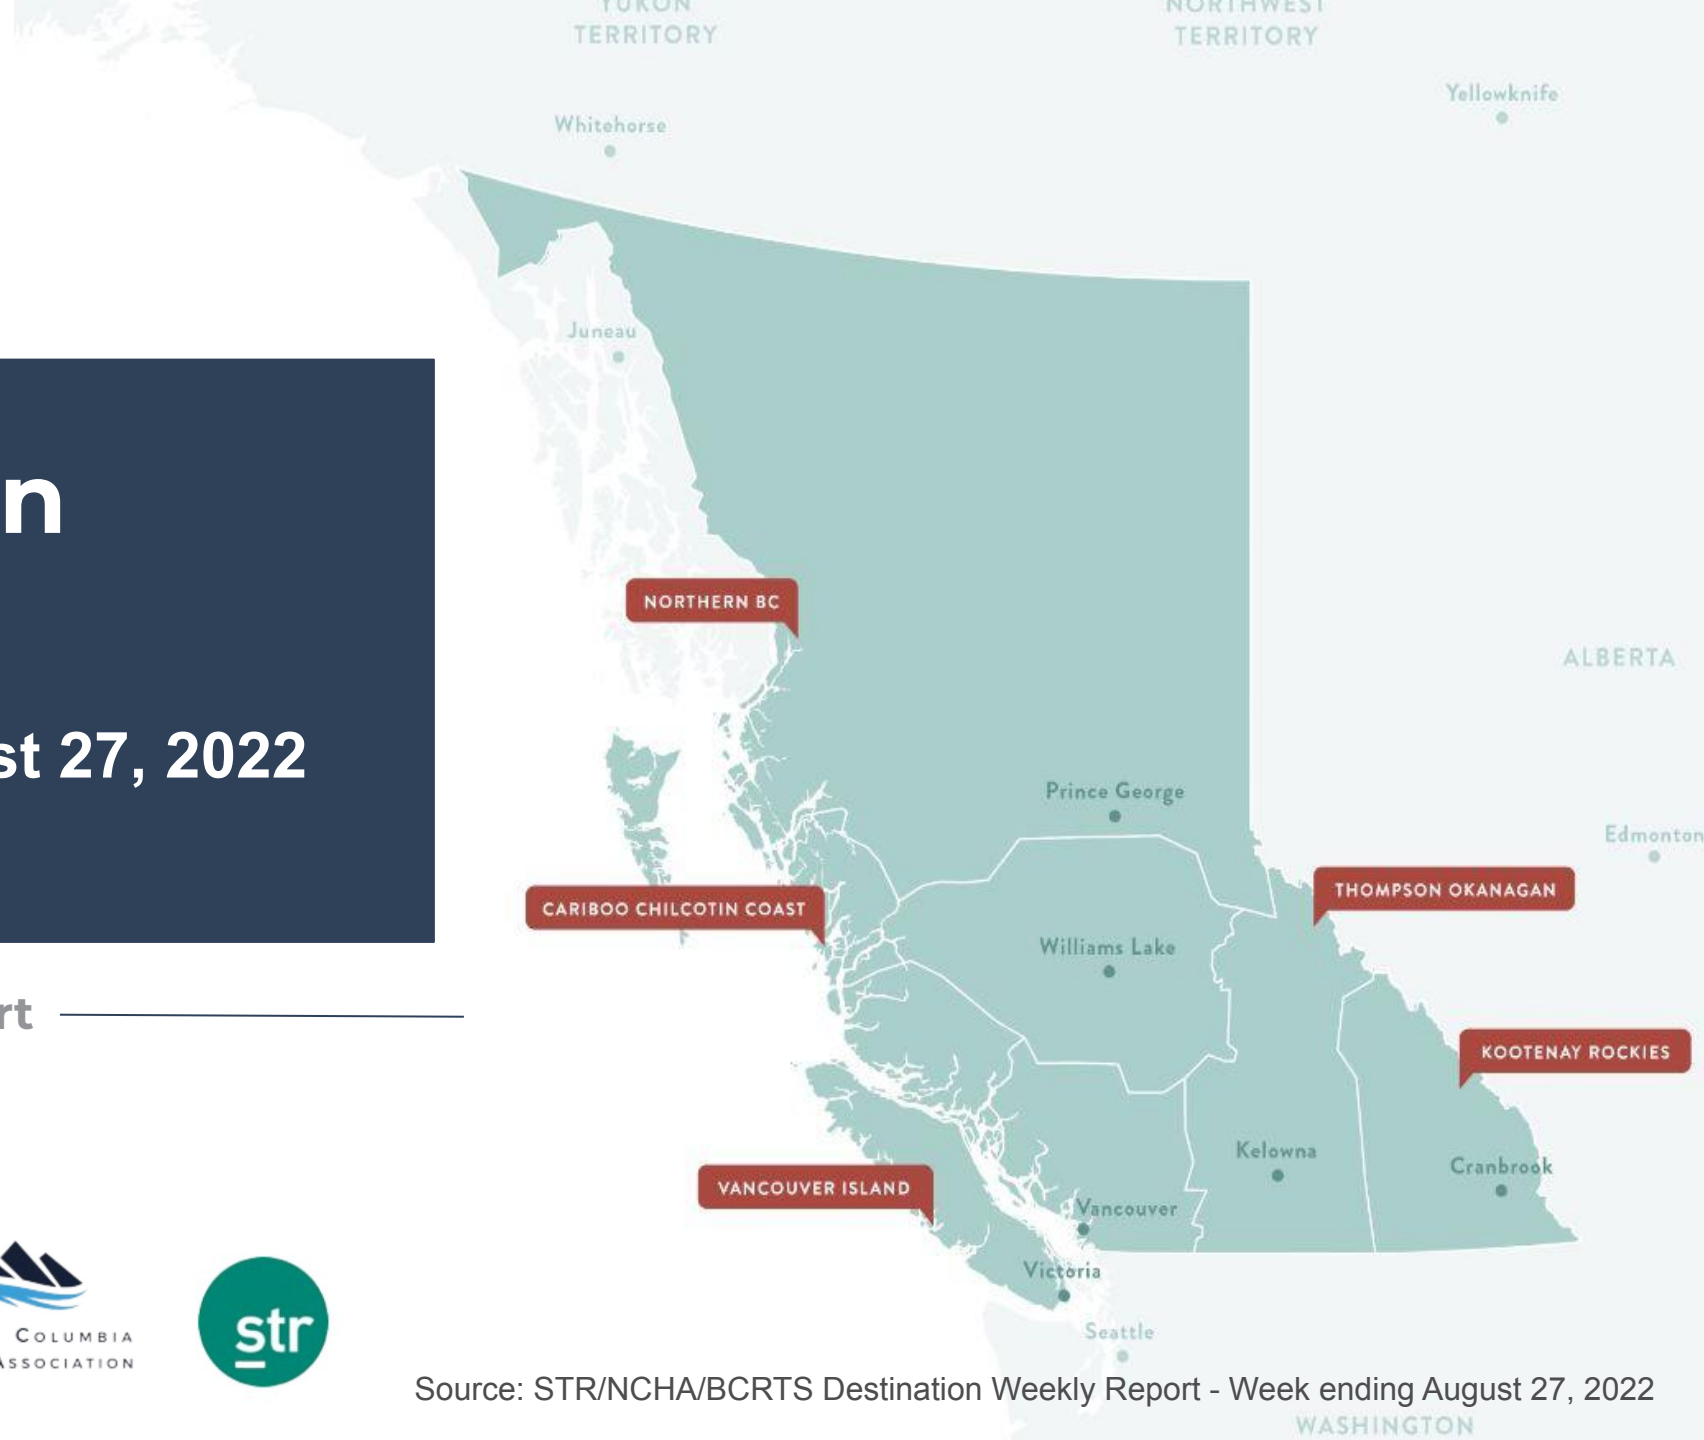 YUKON
TERRITORY
NORTHWEST
TERRITORY
Yellowknife
Whitehorse
Juneau
n
NORTHERN BC
ALBERTA
st 27, 2022
Prince George
Edmonton
THOMPSON OKANAGAN
CARIBOO CHILCOTIN COAST
Williams Lake
rt
KOOTENAY ROCKIES
Kelowna
Cranbrook
VANCOUVER ISLAND
Vancouver
Victoria
COLUMBIA
ASSOCIATION
str
Seattle
Source: STR/NCHA/BCRTS Destination Weekly Report - Week ending August 27, 2022
WASHINGTON